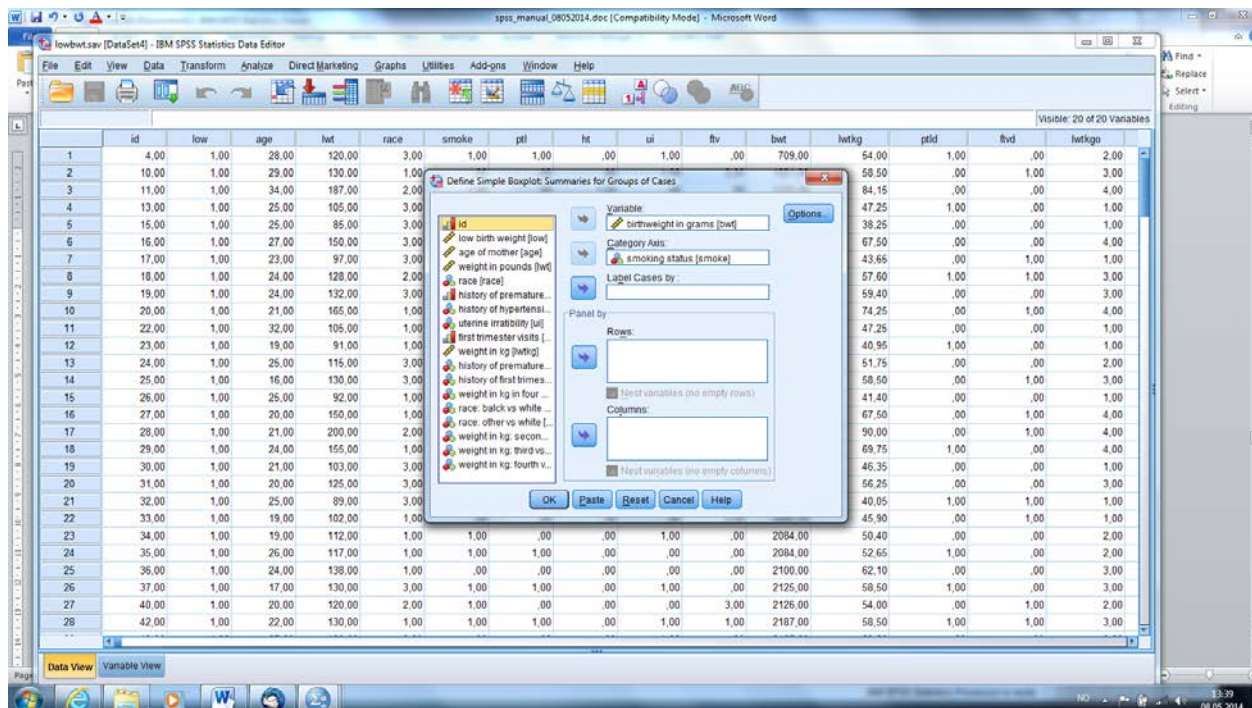 spss_manual_08052014.doc [Compatibility Mode] - Microsoft Word
lowbwt.sav [DataSet4] - IBM SPSS Statistics Data Editor
File Edit View Data Transform Analyze Direct Marketing Graphs Utilities Add-ons Window Help
Find
Replace
Select
Editing
Visible: 20 of 20 Variables
id low age lwt race smoke ptl ht ui ftv bwt lwtkg ptld ftvd lwtkgo
1 4,00 1,00 28,00 120,00 3,00 1,00 1,00 ,00 1,00 ,00 709,00 54,00 1,00 ,00 2,00
2 10,00 1,00 29,00 130,00 1,00 58,50 ,00 1,00 3,00
3 11,00 1,00 34,00 187,00 2,00 84,15 ,00 ,00 4,00
4 13,00 1,00 25,00 105,00 3,00 47,25 1,00 ,00 1,00
5 15,00 1,00 25,00 85,00 3,00 38,25 ,00 ,00 1,00
6 16,00 1,00 27,00 150,00 3,00 67,50 ,00 ,00 4,00
7 17,00 1,00 23,00 97,00 3,00 43,65 ,00 1,00 1,00
8 18,00 1,00 24,00 128,00 2,00 57,60 1,00 1,00 3,00
9 19,00 1,00 24,00 132,00 3,00 59,40 ,00 ,00 3,00
10 20,00 1,00 21,00 165,00 1,00 74,25 ,00 1,00 4,00
11 22,00 1,00 32,00 105,00 1,00 47,25 ,00 ,00 1,00
12 23,00 1,00 19,00 91,00 1,00 40,95 1,00 ,00 1,00
13 24,00 1,00 25,00 115,00 3,00 51,75 ,00 ,00 2,00
14 25,00 1,00 16,00 130,00 3,00 58,50 ,00 1,00 3,00
15 26,00 1,00 25,00 92,00 1,00 41,40 ,00 ,00 1,00
16 27,00 1,00 20,00 150,00 1,00 67,50 ,00 1,00 4,00
17 28,00 1,00 21,00 200,00 2,00 90,00 ,00 1,00 4,00
18 29,00 1,00 24,00 155,00 1,00 69,75 1,00 ,00 4,00
19 30,00 1,00 21,00 103,00 3,00 46,35 ,00 ,00 1,00
20 31,00 1,00 20,00 125,00 3,00 56,25 ,00 ,00 3,00
21 32,00 1,00 25,00 89,00 3,00 40,05 1,00 1,00 1,00
22 33,00 1,00 19,00 102,00 1,00 45,90 ,00 1,00 1,00
23 34,00 1,00 19,00 112,00 1,00 1,00 ,00 ,00 1,00 ,00 2084,00 50,40 ,00 ,00 2,00
24 35,00 1,00 26,00 117,00 1,00 1,00 1,00 ,00 ,00 ,00 2084,00 52,65 1,00 ,00 2,00
25 36,00 1,00 24,00 138,00 1,00 ,00 ,00 ,00 ,00 ,00 2100,00 62,10 ,00 ,00 3,00
26 37,00 1,00 17,00 130,00 3,00 1,00 1,00 ,00 1,00 ,00 2125,00 58,50 1,00 ,00 3,00
27 40,00 1,00 20,00 120,00 2,00 1,00 ,00 ,00 ,00 3,00 2126,00 54,00 ,00 1,00 2,00
28 42,00 1,00 22,00 130,00 1,00 1,00 1,00 ,00 1,00 1,00 2187,00 58,50 1,00 1,00 3,00
Define Simple Boxplot: Summaries for Groups of Cases
id
low birth weight [low]
age of mother [age]
weight in pounds [lwt]
race [race]
history of premature...
history of hypertensi...
uterine irratibility [ui]
first trimester visits [...
weight in kg [lwtkg]
history of premature...
history of first trimes...
weight in kg in four ...
race: balck vs white ...
race: other vs white [...
weight in kg: secon...
weight in kg: third vs...
weight in kg: fourth v...
Variable:
birthweight in grams [bwt]
Category Axis:
smoking status [smoke]
Label Cases by :
Panel by
Rows:
Nest variables (no empty rows)
Columns:
Nest variables (no empty columns)
Options...
OK Paste Reset Cancel Help
Data View Variable View
NO
13:39
08.05.2014